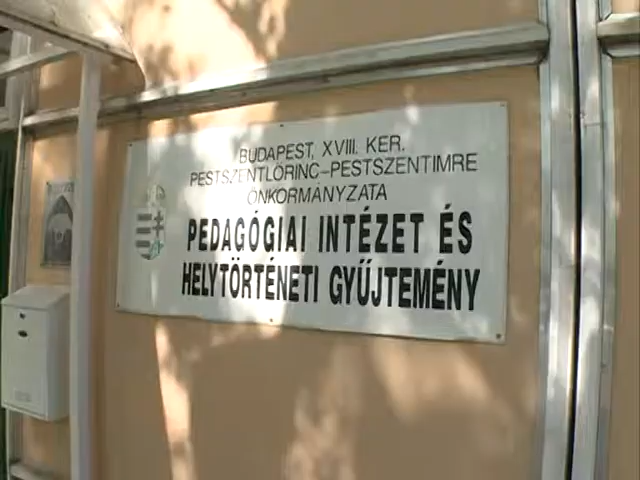 BUDAPEST, XVIII. KER.
PESTSZENTLŐRINC-PESTSZENTIMRE
ÖNKORMÁNYZATA
PEDAGÓGIAI INTÉZET ÉS
HELYTÖRTÉNETI GYŰJTEMÉNY